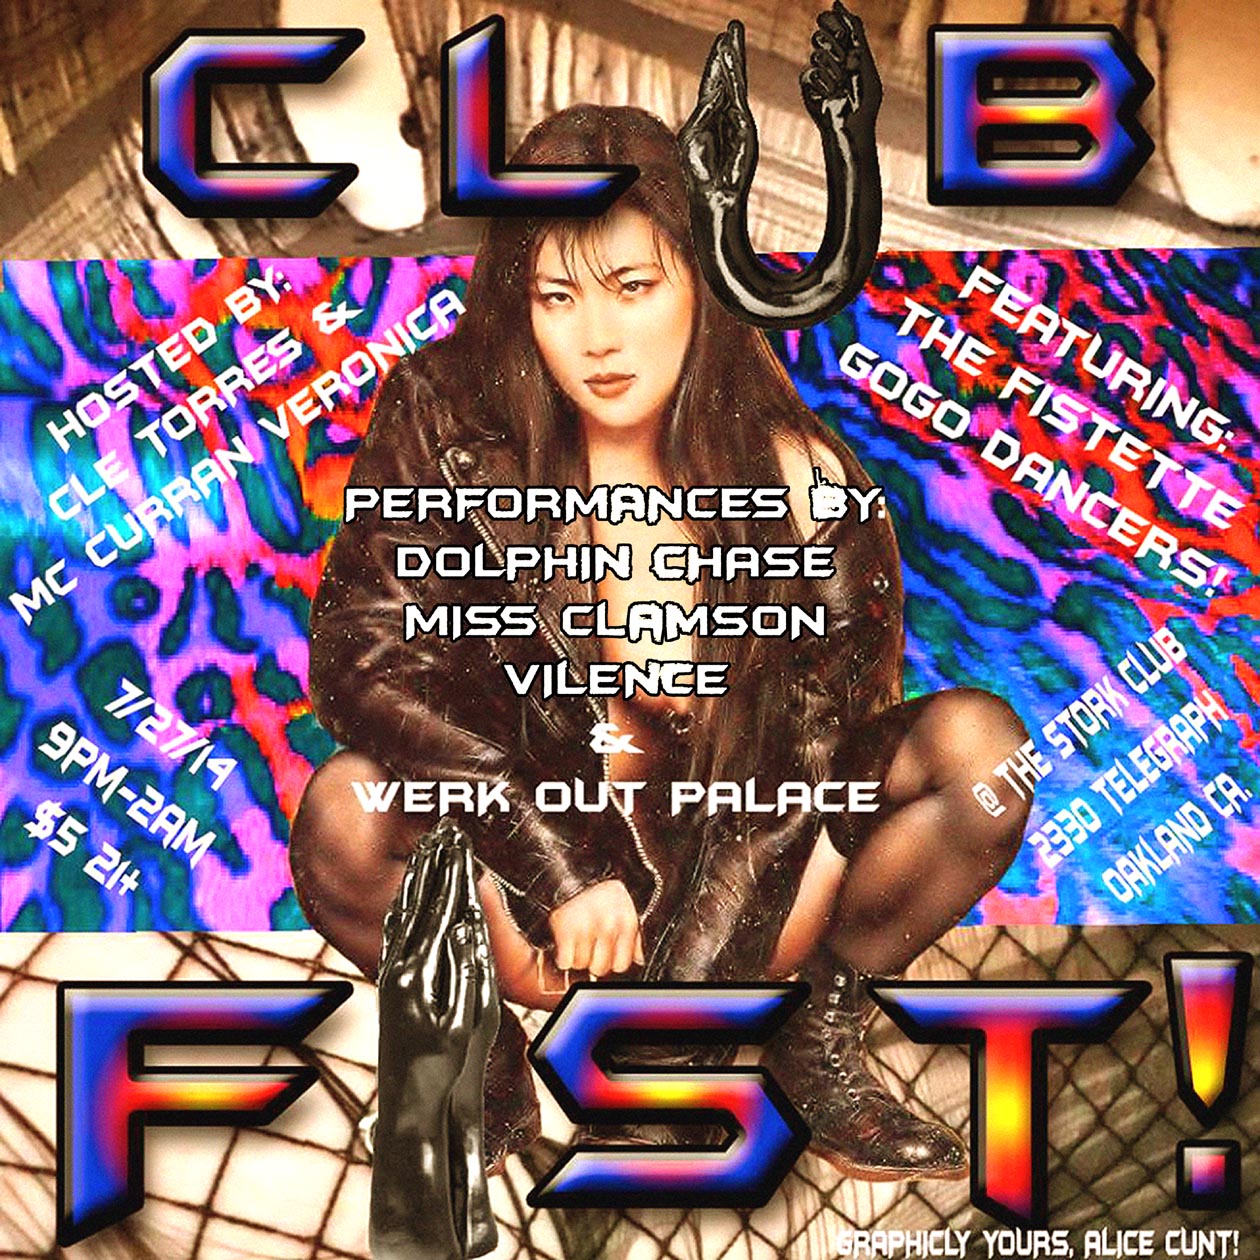 CLUB
HOSTED BY:
CLE TORRES &
MC CURRAN VERONICA
FEATURING:
THE FISTETTE
GOGO DANCERS!
PERFORMANCES BY:
DOLPHIN CHASE
MISS CLAMSON
VILENCE
&
WERK OUT PALACE
7/27/14
9PM-2AM
$5 21+
@ THE STORK CLUB
2330 TELEGRAPH
OAKLAND CA.
FIST!
GRAPHICLY YOURS, ALICE CUNT!